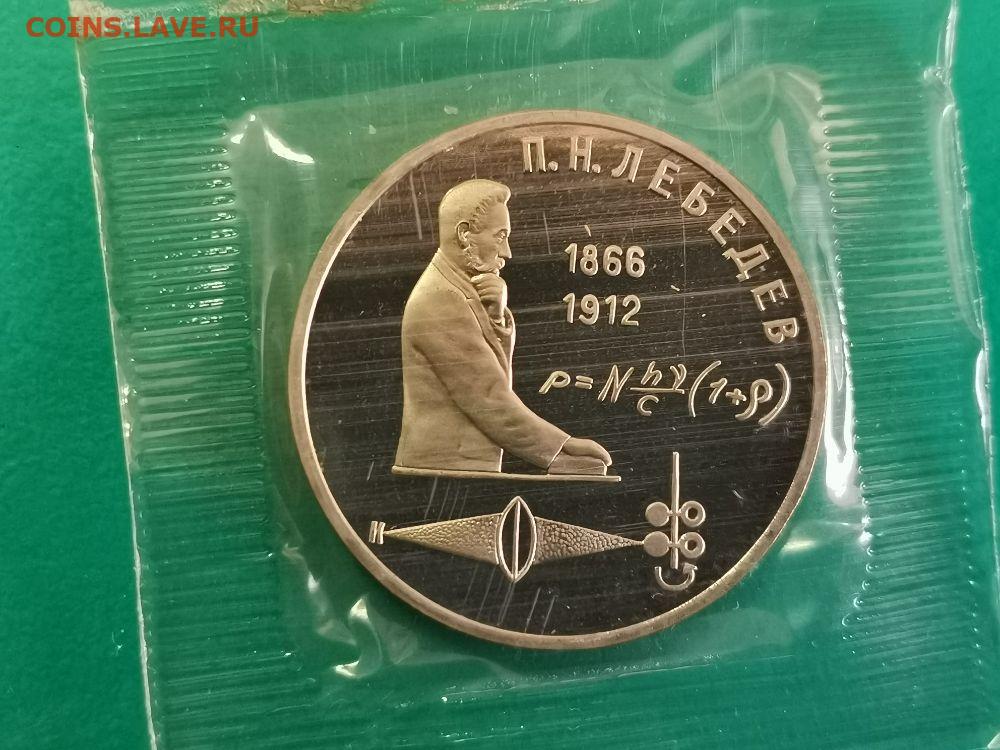 COINS.LAVE.RU
П.Н.ЛЕБЕДЕВ
1866
1912
p=N hν/c (1+ρ)
И